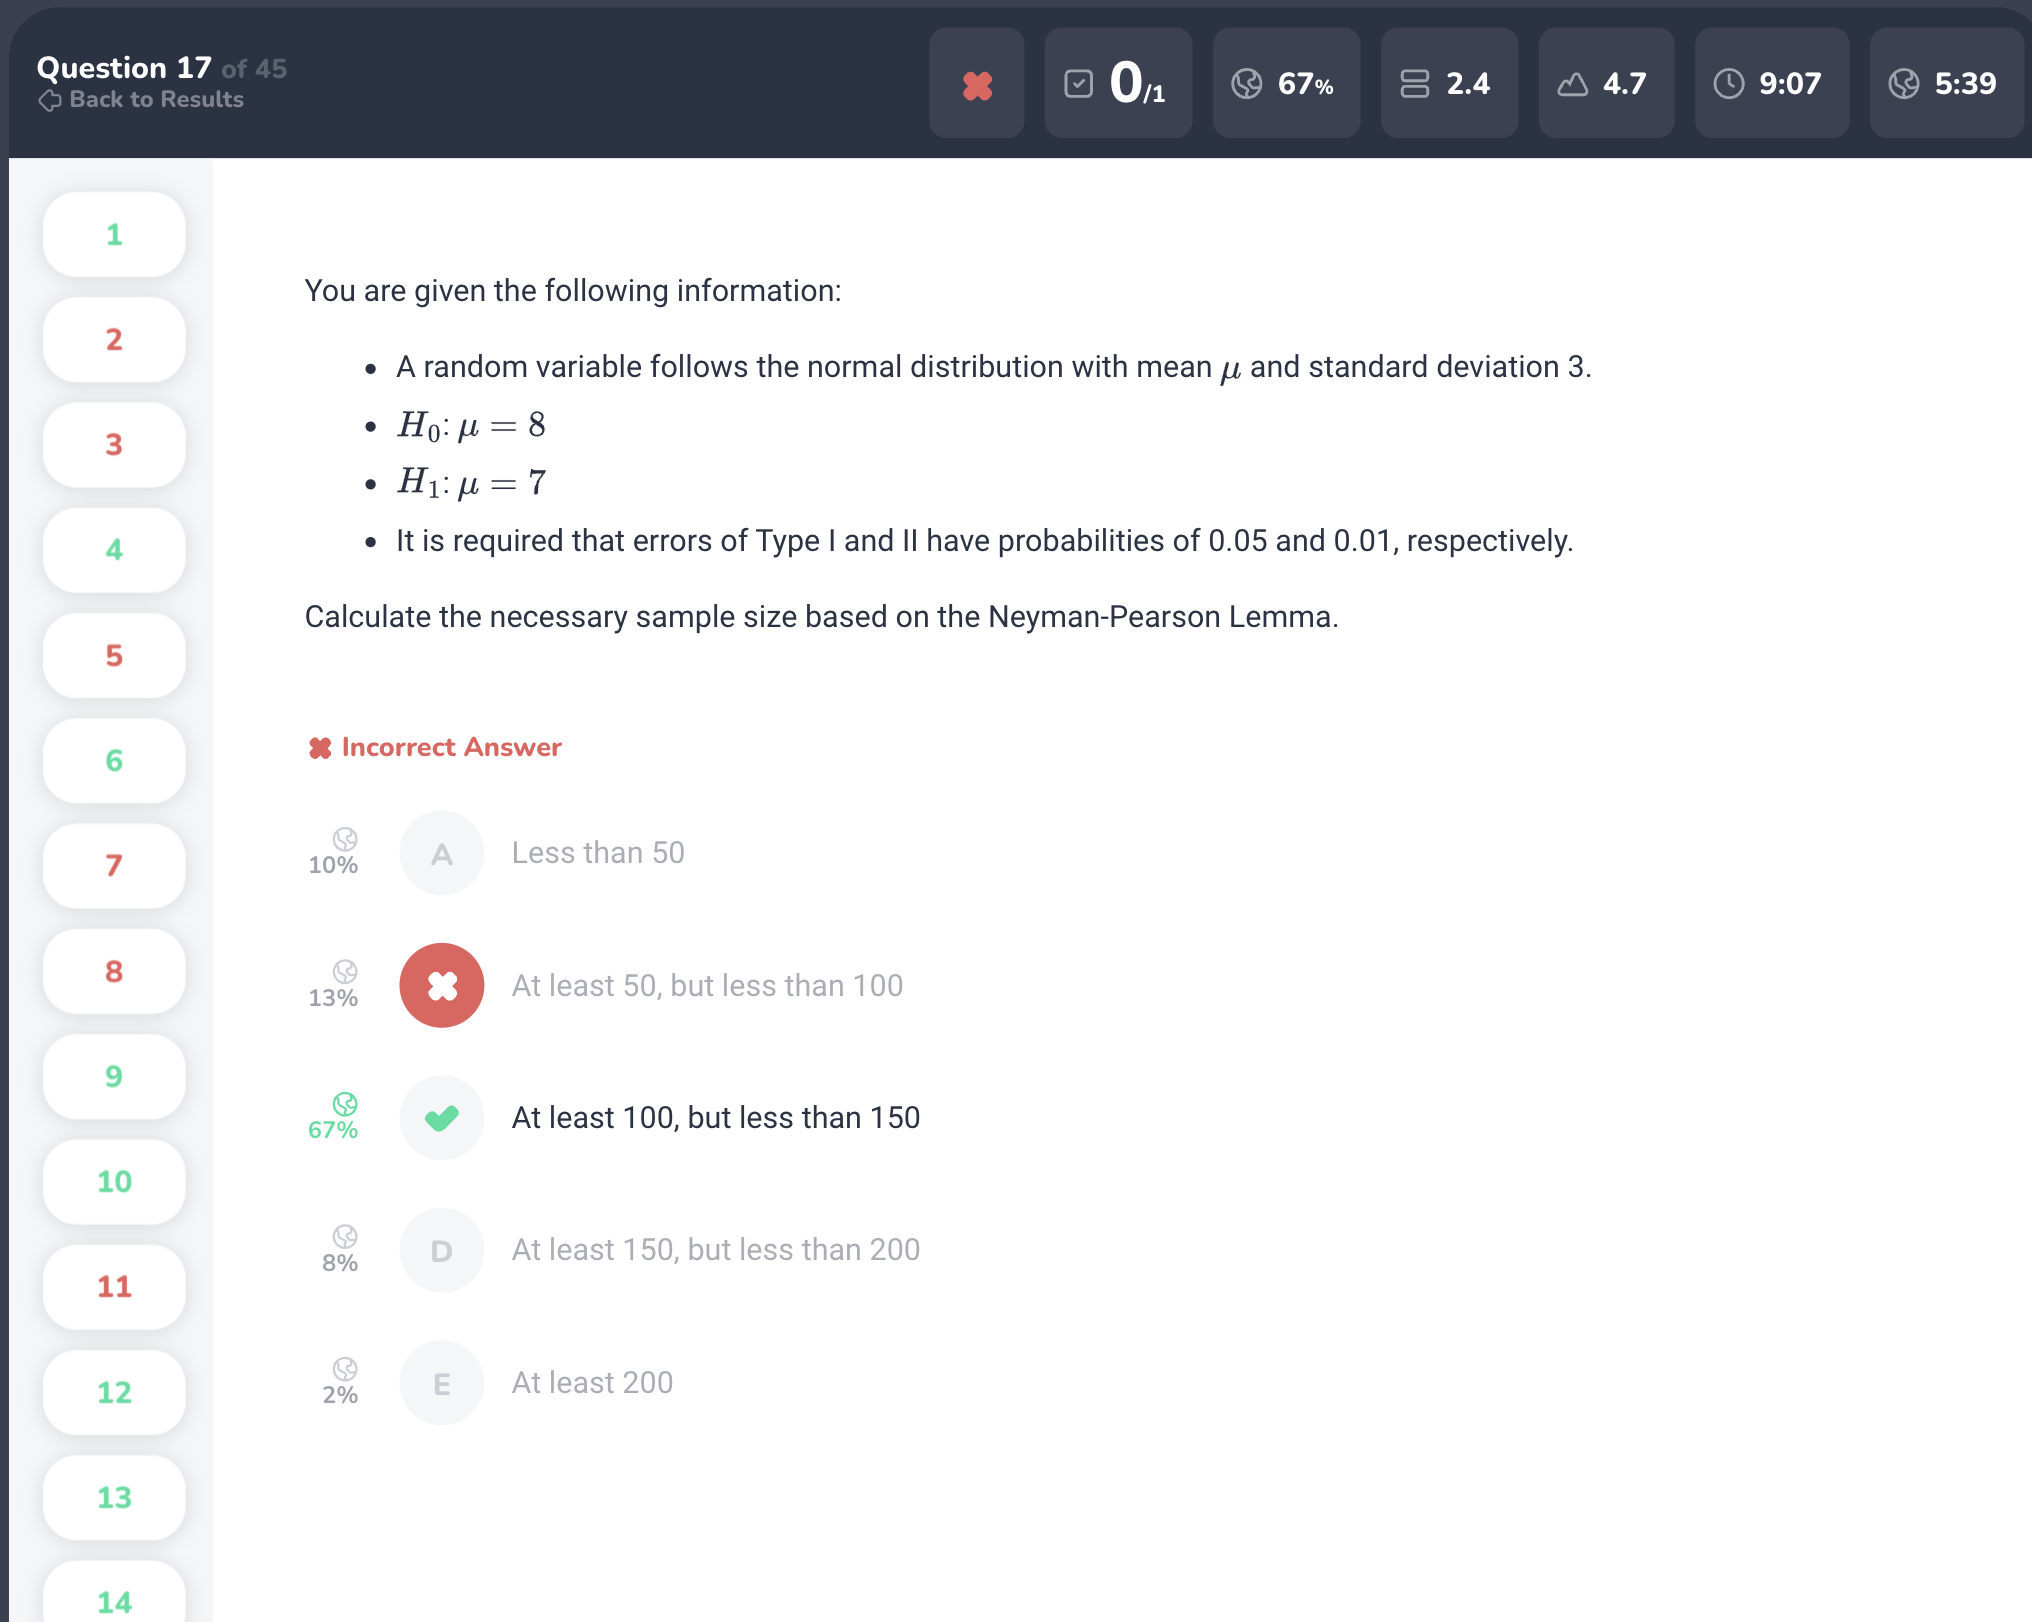 Question 17 of 45
Back to Results
0/1
67%
2.4
4.7
9:07
5:39
1
2
3
4
5
6
7
8
9
10
11
12
13
14
You are given the following information:
• A random variable follows the normal distribution with mean μ and standard deviation 3.
• H₀: μ = 8
• H₁: μ = 7
• It is required that errors of Type I and II have probabilities of 0.05 and 0.01, respectively.
Calculate the necessary sample size based on the Neyman-Pearson Lemma.
Incorrect Answer
10% A Less than 50
13% At least 50, but less than 100
67% At least 100, but less than 150
8% D At least 150, but less than 200
2% E At least 200